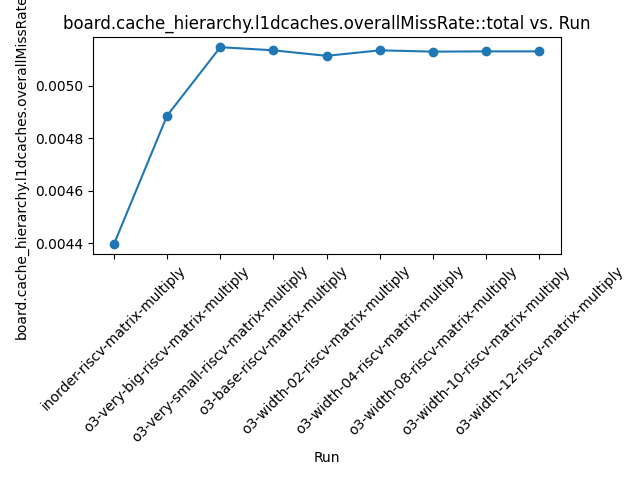 board.cache_hierarchy.l1dcaches.overallMissRate::total vs. Run
board.cache_hierarchy.l1dcaches.overallMissRate
0.0050
0.0048
0.0046
0.0044
inorder-riscv-matrix-multiply
o3-very-big-riscv-matrix-multiply
o3-very-small-riscv-matrix-multiply
o3-base-riscv-matrix-multiply
o3-width-02-riscv-matrix-multiply
o3-width-04-riscv-matrix-multiply
o3-width-08-riscv-matrix-multiply
o3-width-10-riscv-matrix-multiply
o3-width-12-riscv-matrix-multiply
Run